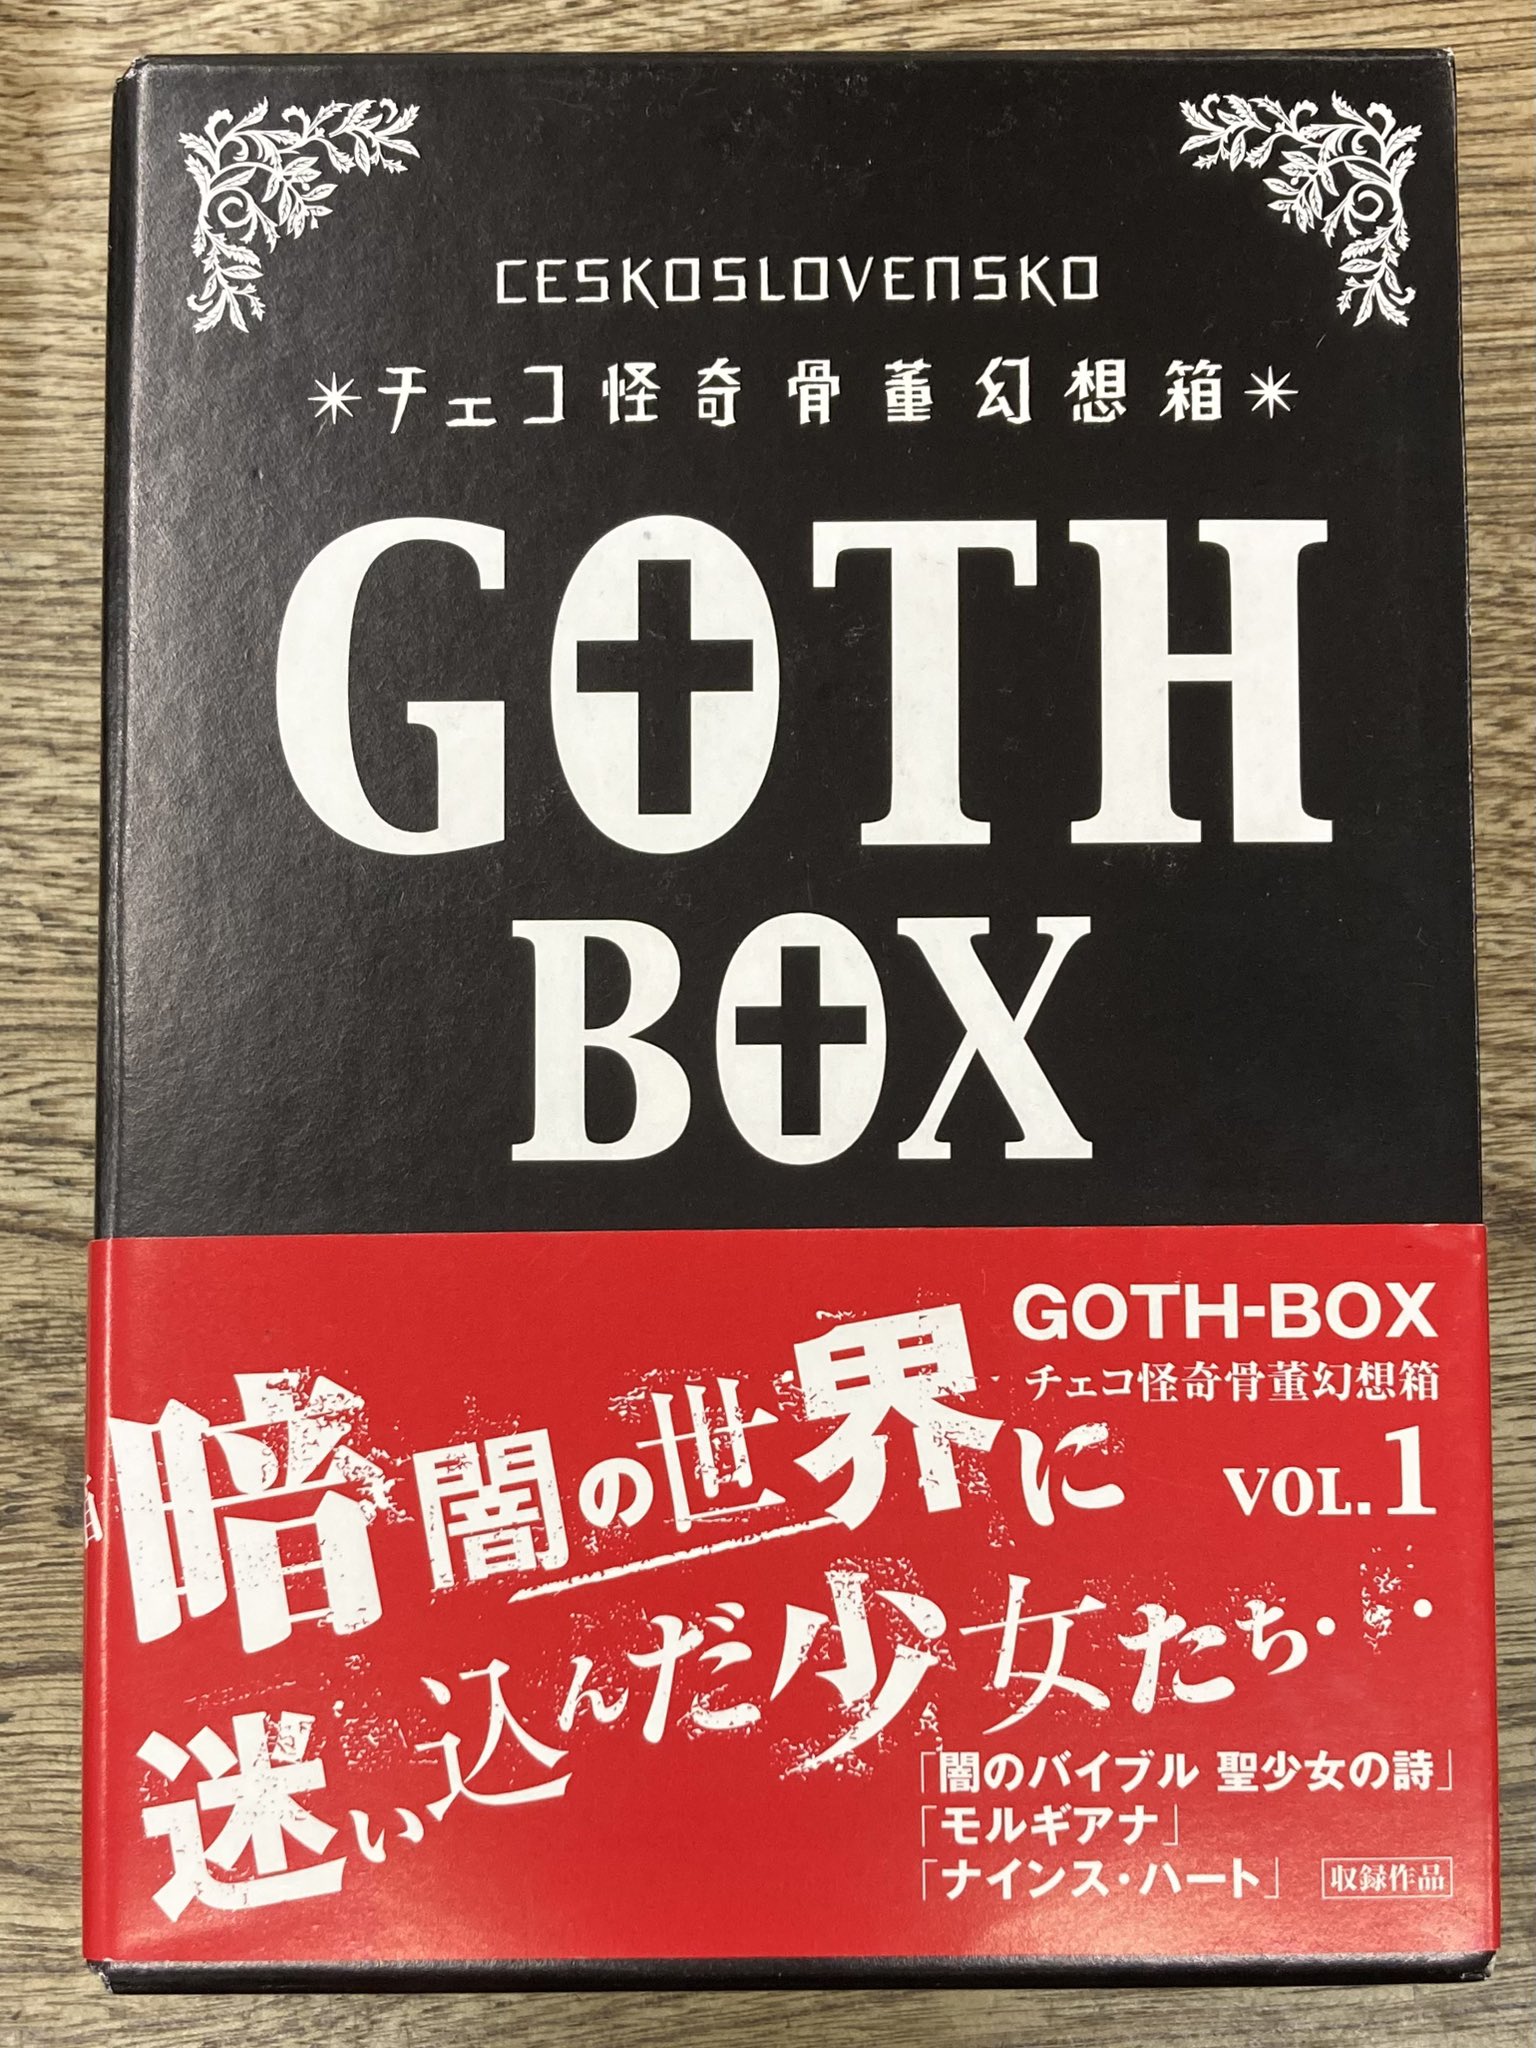 CESKOSLOVENSKO
＊チェコ怪奇骨董幻想箱＊
GOTH
BOX
GOTH-BOX
チェコ怪奇骨董幻想箱
VOL.1
暗闇の世界に
迷い込んだ少女たち・・・
「闇のバイブル 聖少女の詩」
「モルギアナ」
「ナインス・ハート」
収録作品